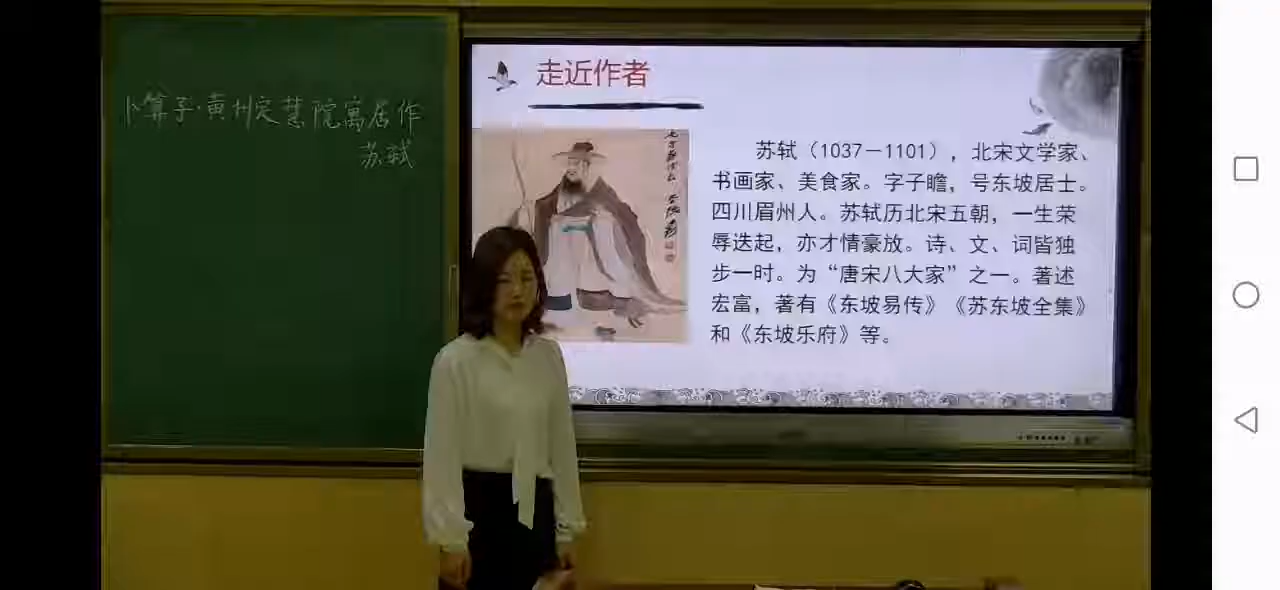 卜算子·黄州定慧院寓居作
苏轼
走近作者
苏轼（1037－1101），北宋文学家、
书画家、美食家。字子瞻，号东坡居士。
四川眉州人。苏轼历北宋五朝，一生荣
辱迭起，亦才情豪放。诗、文、词皆独
步一时。为“唐宋八大家”之一。著述
宏富，著有《东坡易传》《苏东坡全集》
和《东坡乐府》等。